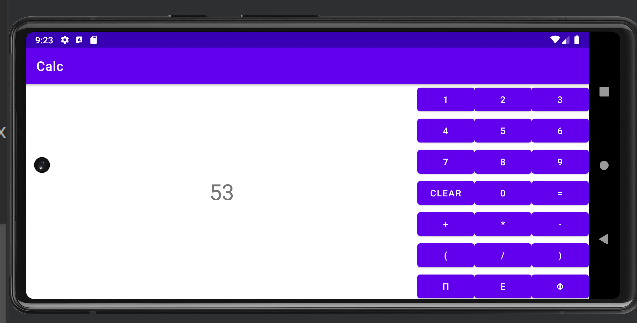 9:23
Calc
53
1 2 3
4 5 6
7 8 9
CLEAR 0 =
+ * -
( / )
П E Ф